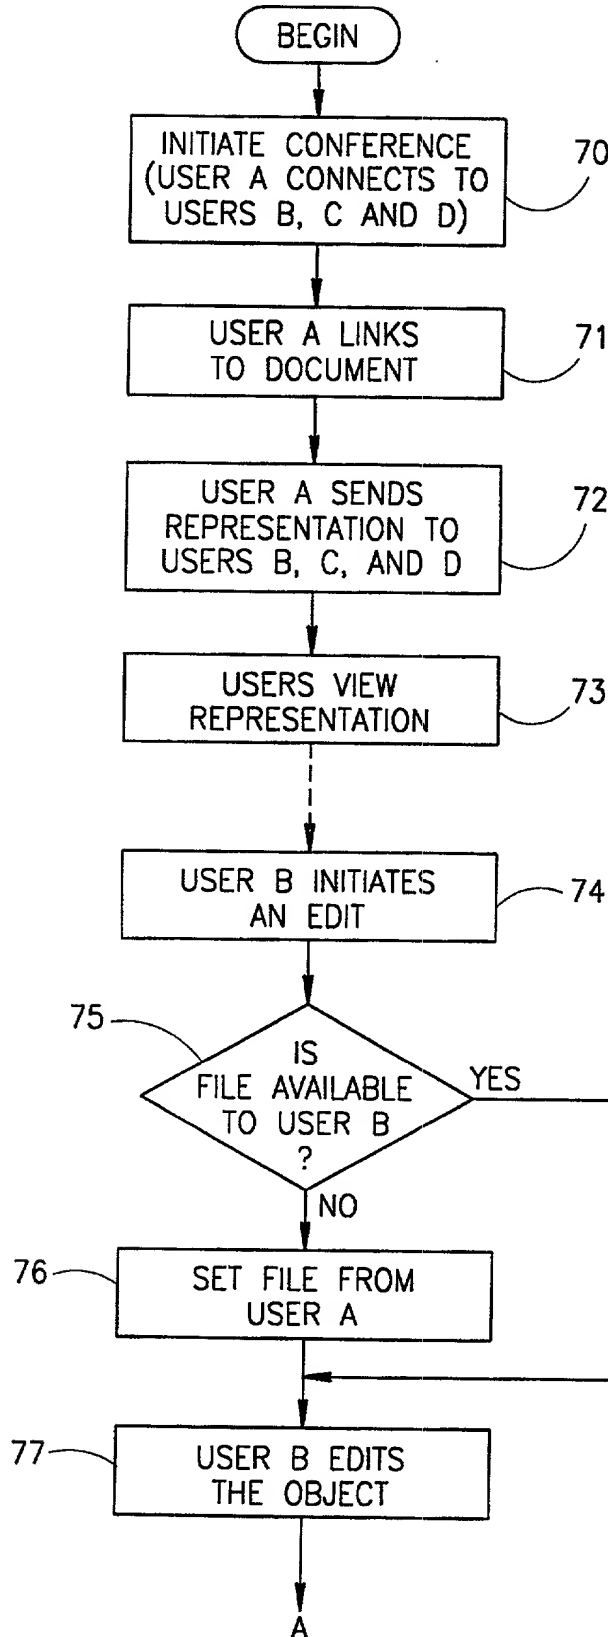 BEGIN
INITIATE CONFERENCE
(USER A CONNECTS TO
USERS B, C AND D)
70
USER A LINKS
TO DOCUMENT
71
USER A SENDS
REPRESENTATION TO
USERS B, C, AND D
72
USERS VIEW
REPRESENTATION
73
USER B INITIATES
AN EDIT
74
75
IS
FILE AVAILABLE
TO USER B
?
YES
NO
76
SET FILE FROM
USER A
77
USER B EDITS
THE OBJECT
A